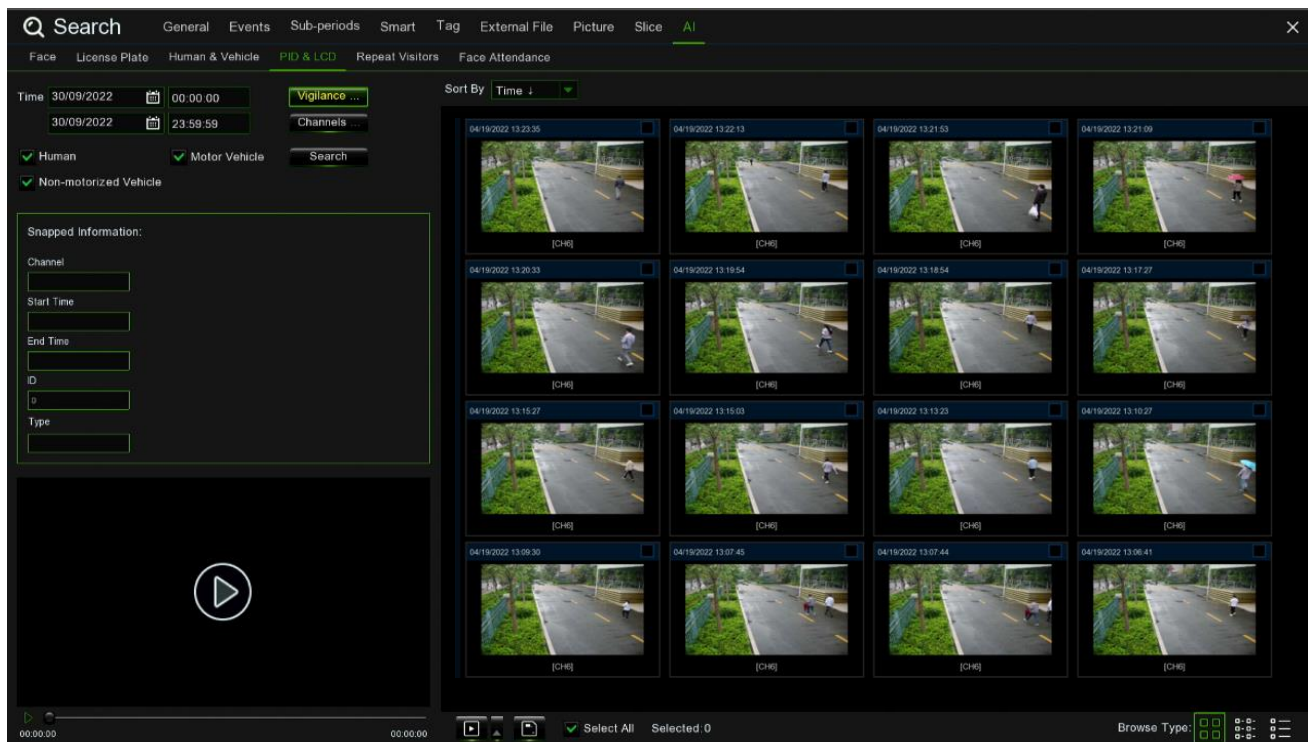 Search General Events Sub-periods Smart Tag External File Picture Slice AI
Face License Plate Human & Vehicle PID & LCD Repeat Visitors Face Attendance
Time 30/09/2022 00:00:00 Vigilance ...
30/09/2022 23:59:59 Channels ...
Human Motor Vehicle Search
Non-motorized Vehicle
Snapped Information:
Channel
Start Time
End Time
ID
0
Type
00:00:00 00:00:00
Sort By Time ↓
04/19/2022 13:23:35 04/19/2022 13:22:13 04/19/2022 13:21:53 04/19/2022 13:21:09
[CH6] [CH6] [CH6] [CH6]
04/19/2022 13:20:33 04/19/2022 13:19:54 04/19/2022 13:18:54 04/19/2022 13:17:27
[CH6] [CH6] [CH6] [CH6]
04/19/2022 13:15:27 04/19/2022 13:15:03 04/19/2022 13:13:23 04/19/2022 13:10:27
[CH6] [CH6] [CH6] [CH6]
04/19/2022 13:09:30 04/19/2022 13:07:45 04/19/2022 13:07:44 04/19/2022 13:06:41
[CH6] [CH6] [CH6] [CH6]
Select All Selected:0 Browse Type: